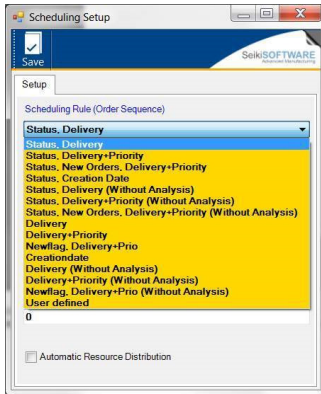 Scheduling Setup
Save
SeikiSOFTWARE
Advanced Manufacturing
Setup
Scheduling Rule (Order Sequence)
Status, Delivery
Status, Delivery
Status, Delivery+Priority
Status, New Orders, Delivery+Priority
Status, Creation Date
Status, Delivery (Without Analysis)
Status, Delivery+Priority (Without Analysis)
Status, New Orders, Delivery+Priority (Without Analysis)
Delivery
Delivery+Priority
Newflag, Delivery+Prio
Creationdate
Delivery (Without Analysis)
Delivery+Priority (Without Analysis)
Newflag, Delivery+Prio (Without Analysis)
User defined
0
Automatic Resource Distribution